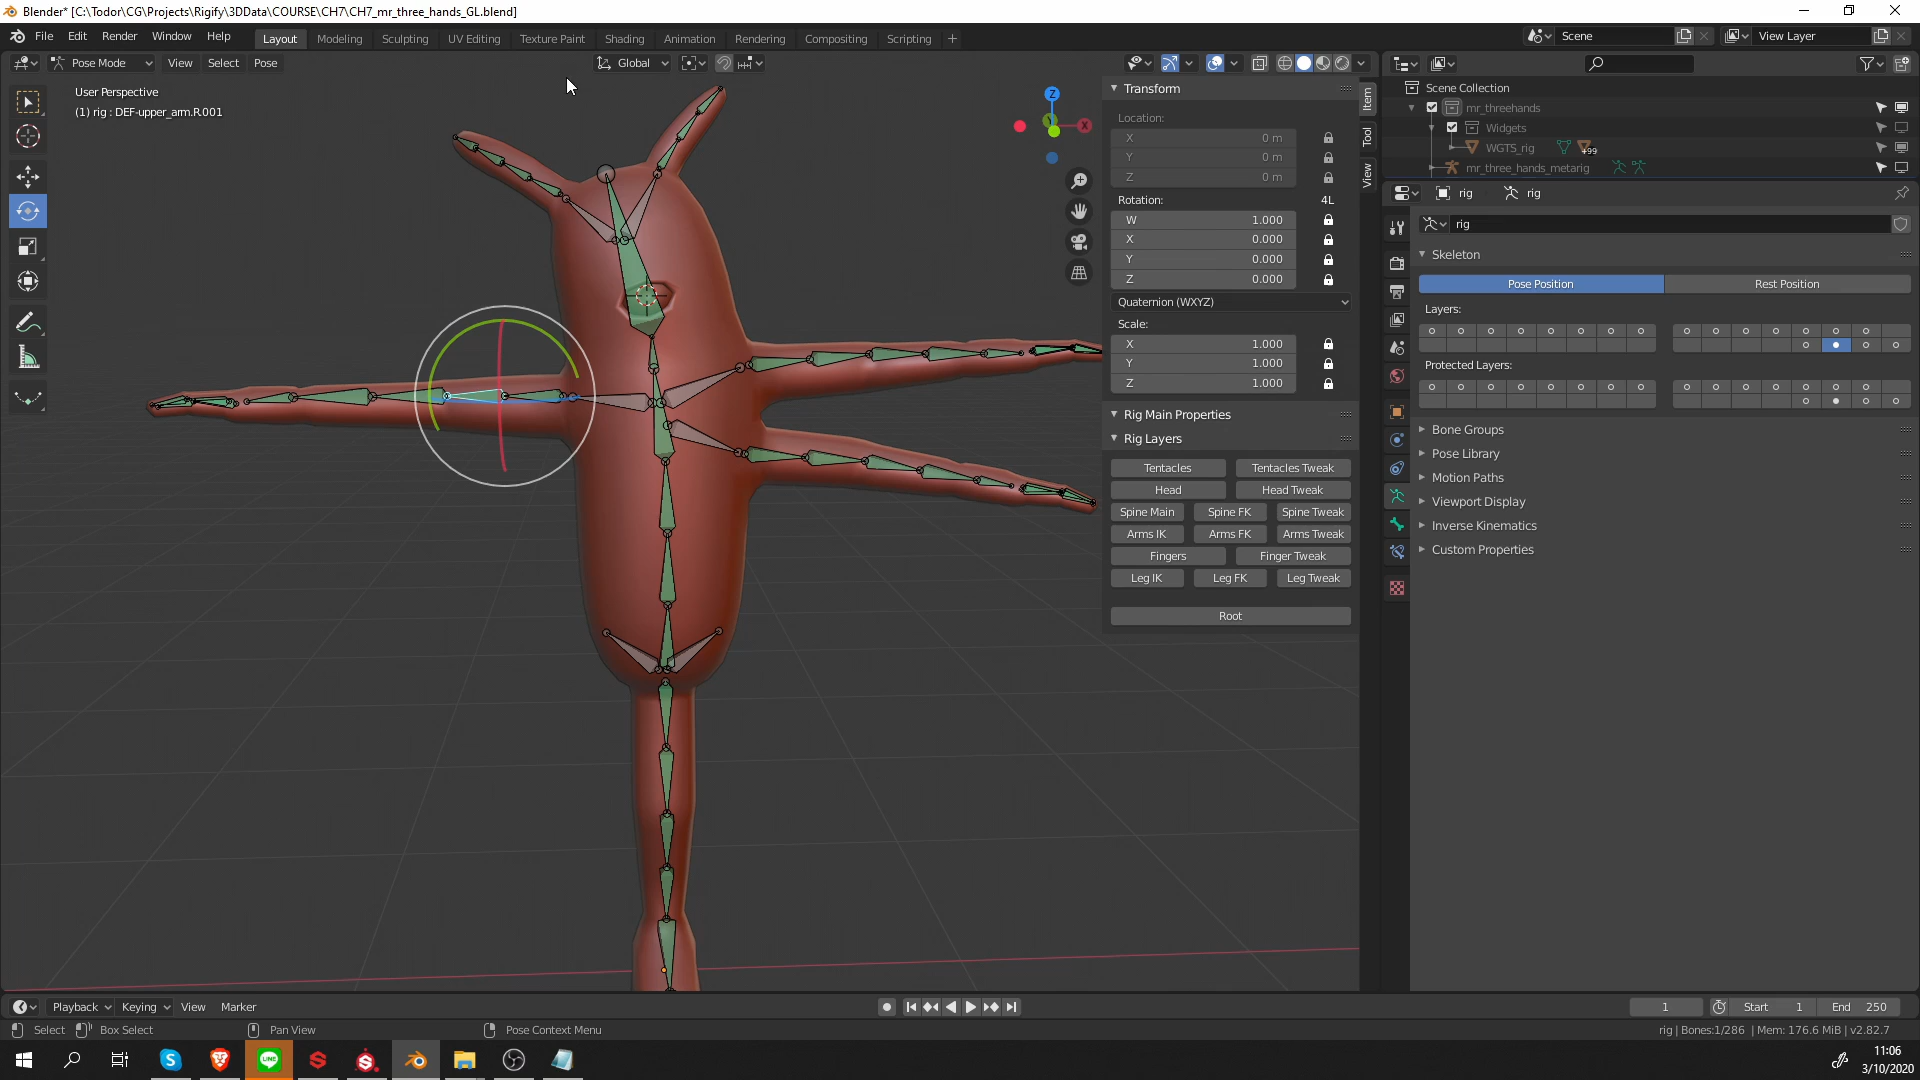 Blender* [C:\Todor\CG\Projects\Rigify\3DData\COURSE\CH7\CH7_mr_three_hands_GL.blend]
File Edit Render Window Help Layout Modeling Sculpting UV Editing Texture Paint Shading Animation Rendering Compositing Scripting + Scene View Layer
Pose Mode View Select Pose Global
User Perspective
(1) rig : DEF-upper_arm.R.001
Transform
Location:
X 0 m
Y 0 m
Z 0 m
Rotation: 4L
W 1.000
X 0.000
Y 0.000
Z 0.000
Quaternion (WXYZ)
Scale:
X 1.000
Y 1.000
Z 1.000
Rig Main Properties
Rig Layers
Tentacles Tentacles Tweak
Head Head Tweak
Spine Main Spine FK Spine Tweak
Arms IK Arms FK Arms Tweak
Fingers Finger Tweak
Leg IK Leg FK Leg Tweak
Root
Item
Tool
View
Z
X
Scene Collection
mr_threehands
Widgets
WGTS_rig +99
mr_three_hands_metarig
rig rig
rig
Skeleton
Pose Position Rest Position
Layers:
Protected Layers:
Bone Groups
Pose Library
Motion Paths
Viewport Display
Inverse Kinematics
Custom Properties
Playback Keying View Marker 1 Start 1 End 250
Select Box Select Pan View Pose Context Menu rig | Bones:1/286 | Mem: 176.6 MiB | v2.82.7
LINE
11:06
3/10/2020